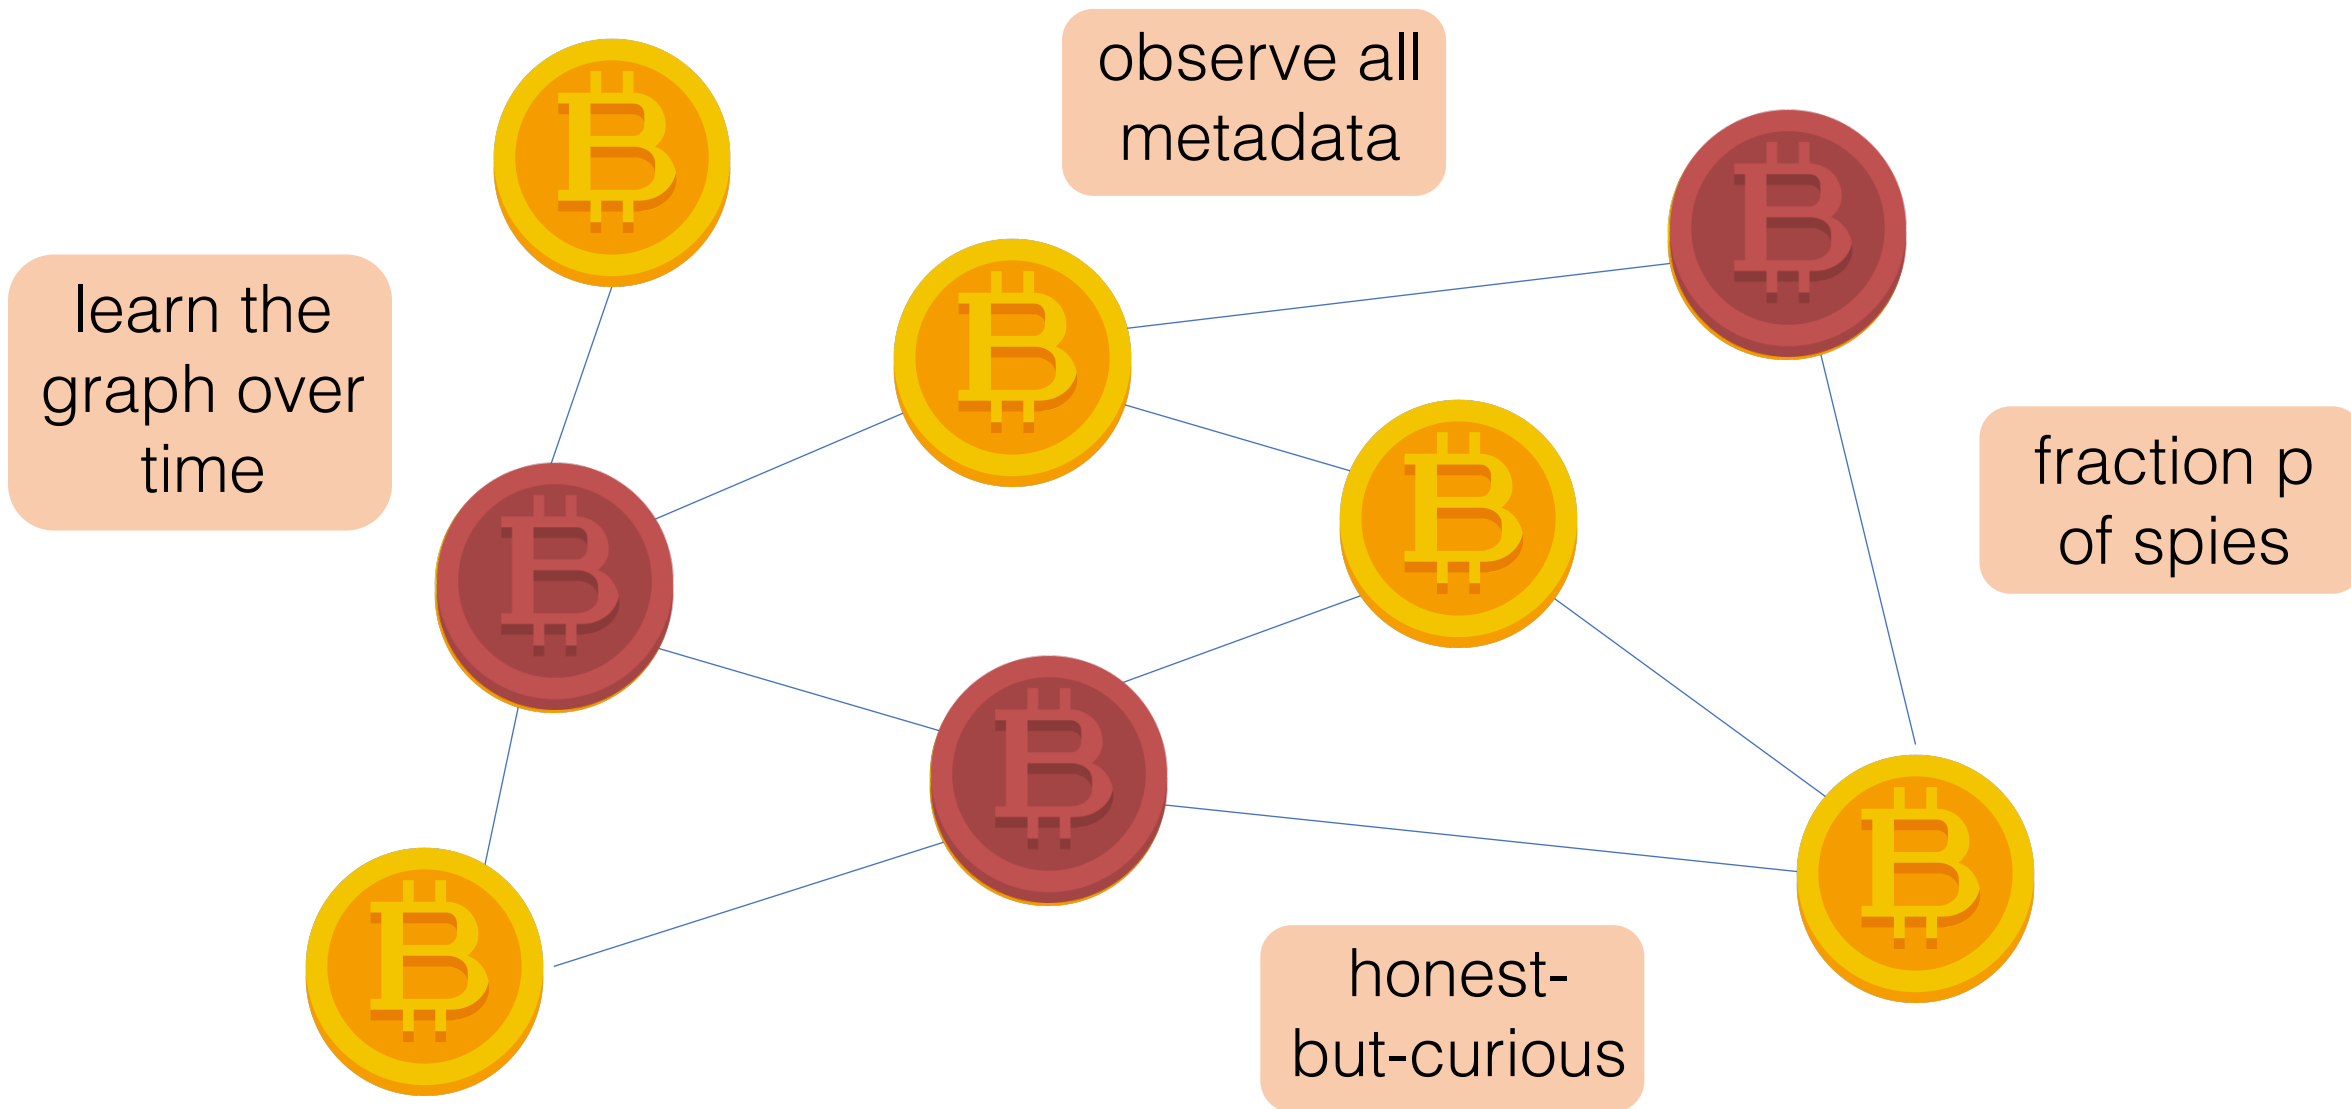 observe all
metadata
learn the
graph over
time
fraction p
of spies
honest-
but-curious